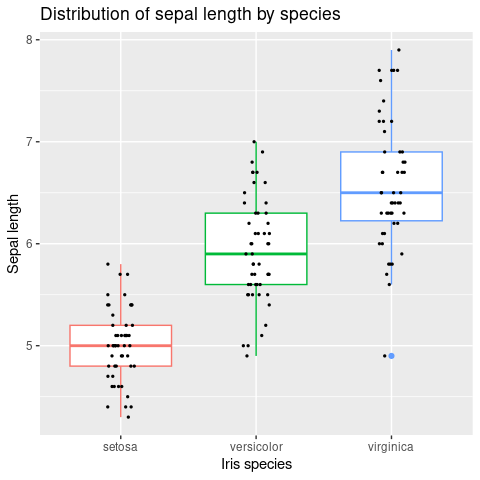 Distribution of sepal length by species
8
7
6
5
Sepal length
setosa versicolor virginica
Iris species